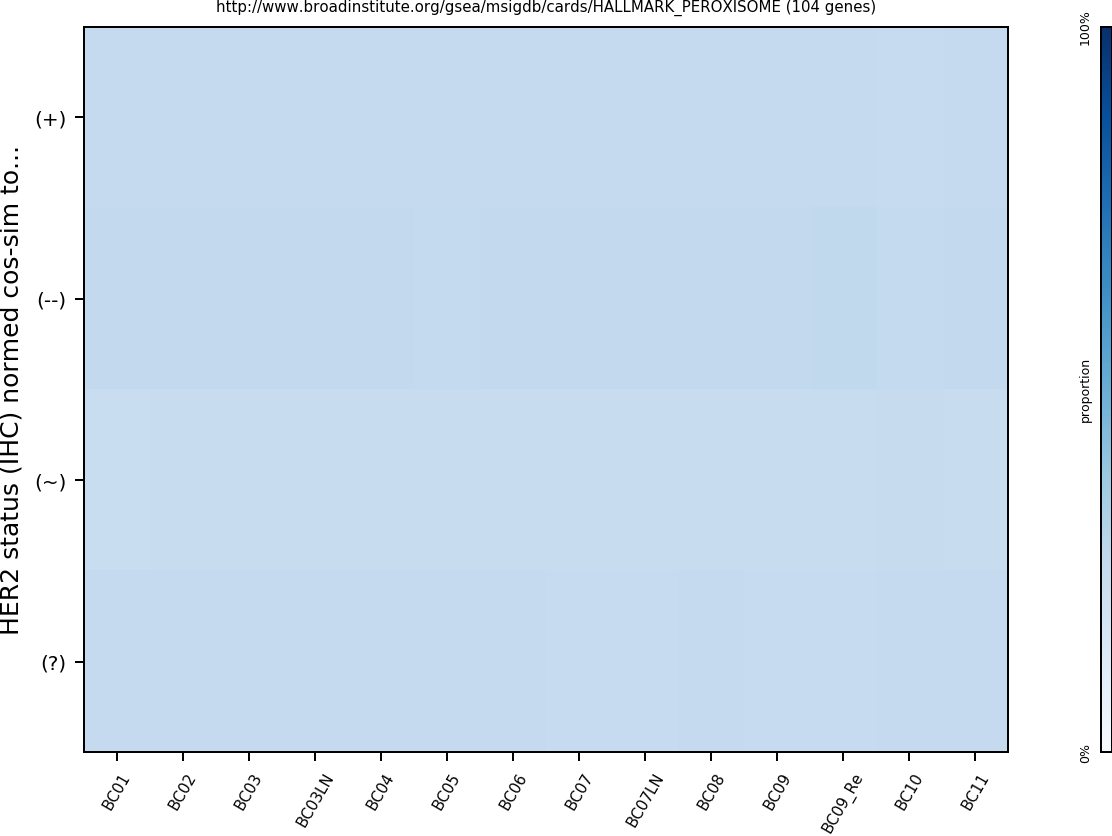 http://www.broadinstitute.org/gsea/msigdb/cards/HALLMARK_PEROXISOME (104 genes)
HER2 status (IHC) normed cos-sim to...
(+)
(--)
(~)
(?)
BC01
BC02
BC03
BC03LN
BC04
BC05
BC06
BC07
BC07LN
BC08
BC09
BC09_Re
BC10
BC11
100%
proportion
0%